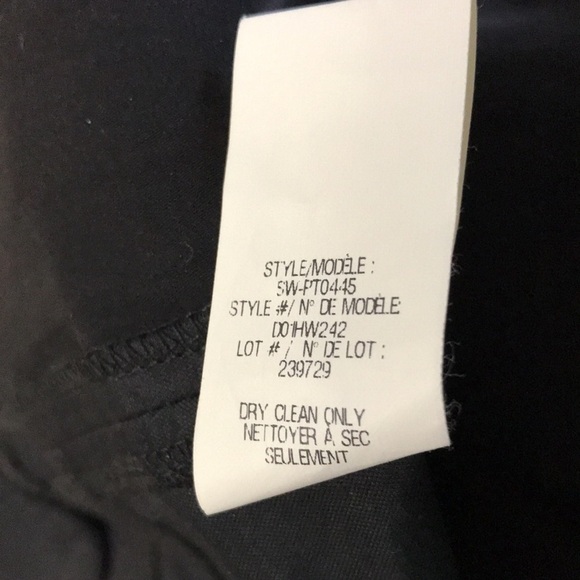 STYLE/MODÈLE :
SW-PT0445
STYLE #/ N° DE MODÈLE:
D01HW242
LOT # / N° DE LOT :
239729
DRY CLEAN ONLY
NETTOYER À SEC
SEULEMENT